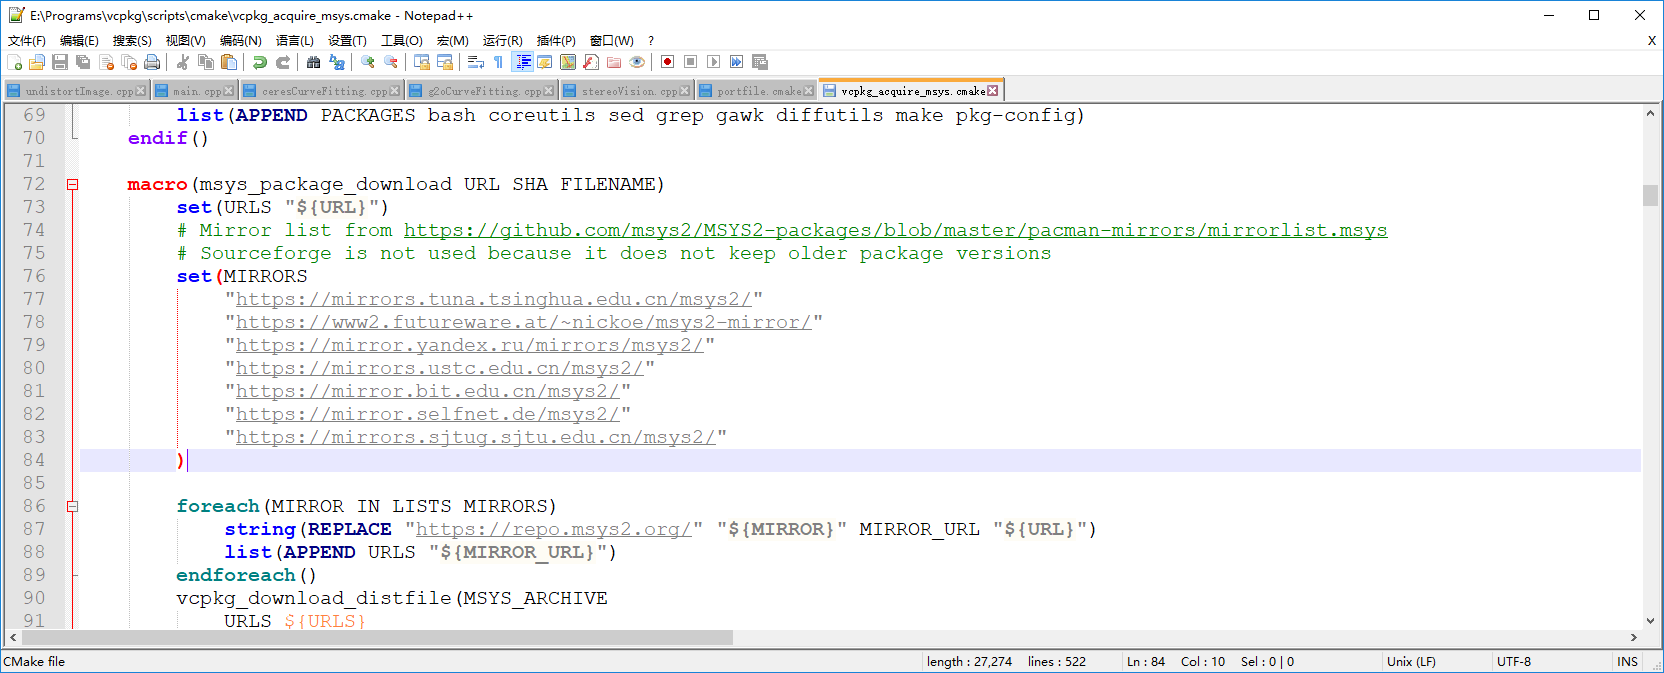 E:\Programs\vcpkg\scripts\cmake\vcpkg_acquire_msys.cmake - Notepad++
文件(F) 编辑(E) 搜索(S) 视图(V) 编码(N) 语言(L) 设置(T) 工具(O) 宏(M) 运行(R) 插件(P) 窗口(W) ? X
undistortImage.cpp main.cpp ceresCurveFitting.cpp g2oCurveFitting.cpp stereoVision.cpp portfile.cmake vcpkg_acquire_msys.cmake
69 list(APPEND PACKAGES bash coreutils sed grep gawk diffutils make pkg-config)
70 endif()
71
72 macro(msys_package_download URL SHA FILENAME)
73 set(URLS "${URL}")
74 # Mirror list from https://github.com/msys2/MSYS2-packages/blob/master/pacman-mirrors/mirrorlist.msys
75 # Sourceforge is not used because it does not keep older package versions
76 set(MIRRORS
77 "https://mirrors.tuna.tsinghua.edu.cn/msys2/"
78 "https://www2.futureware.at/~nickoe/msys2-mirror/"
79 "https://mirror.yandex.ru/mirrors/msys2/"
80 "https://mirrors.ustc.edu.cn/msys2/"
81 "https://mirror.bit.edu.cn/msys2/"
82 "https://mirror.selfnet.de/msys2/"
83 "https://mirrors.sjtug.sjtu.edu.cn/msys2/"
84 )
85
86 foreach(MIRROR IN LISTS MIRRORS)
87 string(REPLACE "https://repo.msys2.org/" "${MIRROR}" MIRROR_URL "${URL}")
88 list(APPEND URLS "${MIRROR_URL}")
89 endforeach()
90 vcpkg_download_distfile(MSYS_ARCHIVE
91 URLS ${URLS}
CMake file length : 27,274 lines : 522 Ln : 84 Col : 10 Sel : 0 | 0 Unix (LF) UTF-8 INS